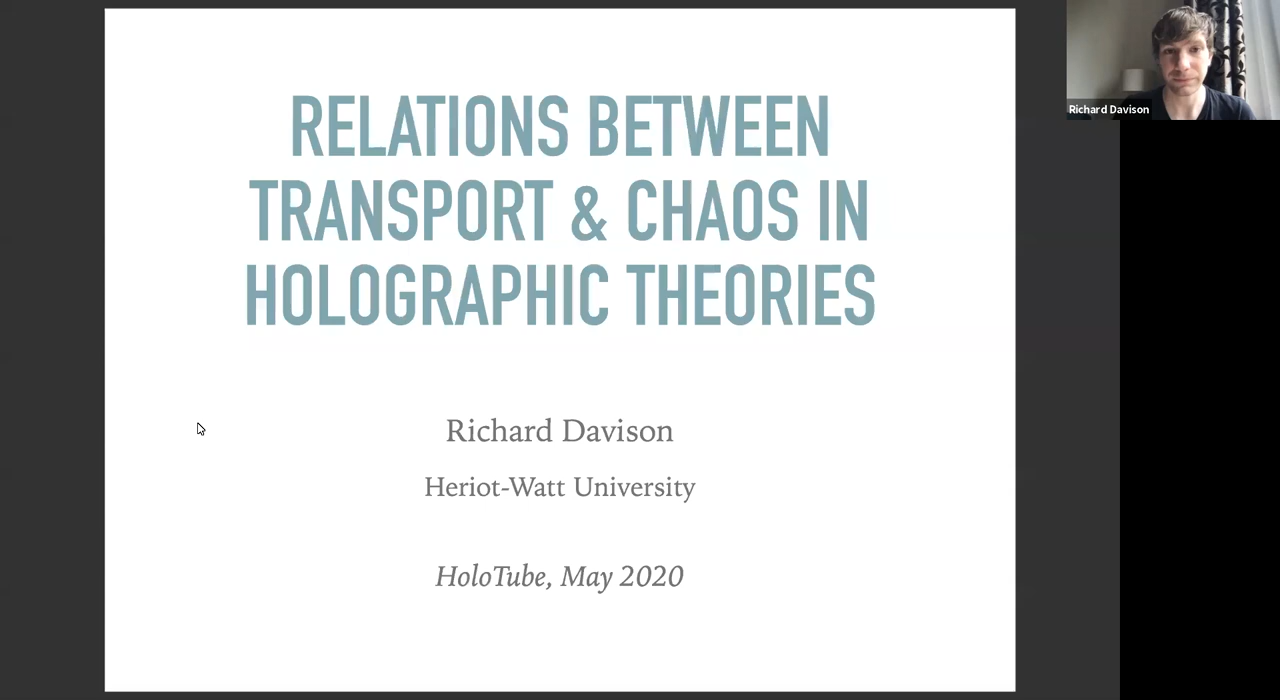 RELATIONS BETWEEN
TRANSPORT & CHAOS IN
HOLOGRAPHIC THEORIES
Richard Davison
Heriot-Watt University
HoloTube, May 2020
Richard Davison